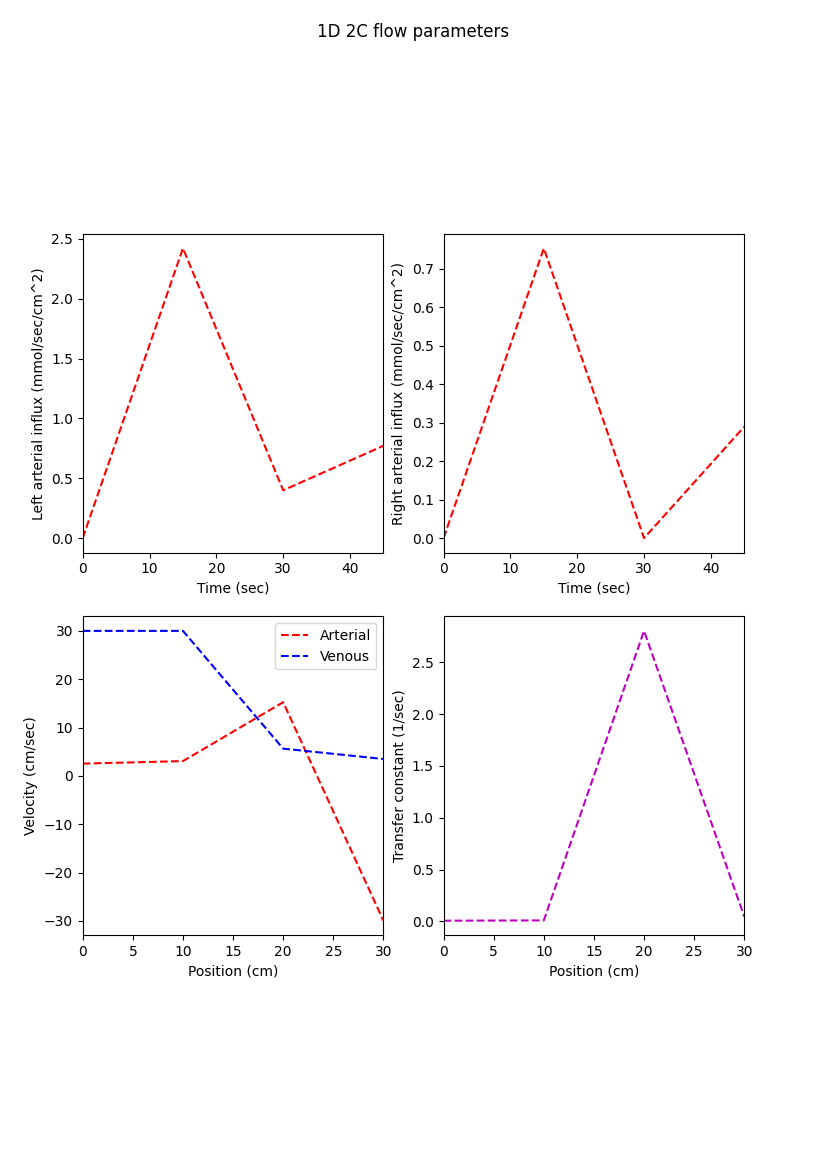 1D 2C flow parameters
2.5
2.0
1.5
1.0
0.5
0.0
Left arterial influx (mmol/sec/cm^2)
0 10 20 30 40
Time (sec)
0.7
0.6
0.5
0.4
0.3
0.2
0.1
0.0
Right arterial influx (mmol/sec/cm^2)
0 10 20 30 40
Time (sec)
30
20
10
0
−10
−20
−30
Velocity (cm/sec)
Arterial
Venous
0 5 10 15 20 25 30
Position (cm)
2.5
2.0
1.5
1.0
0.5
0.0
Transfer constant (1/sec)
0 5 10 15 20 25 30
Position (cm)